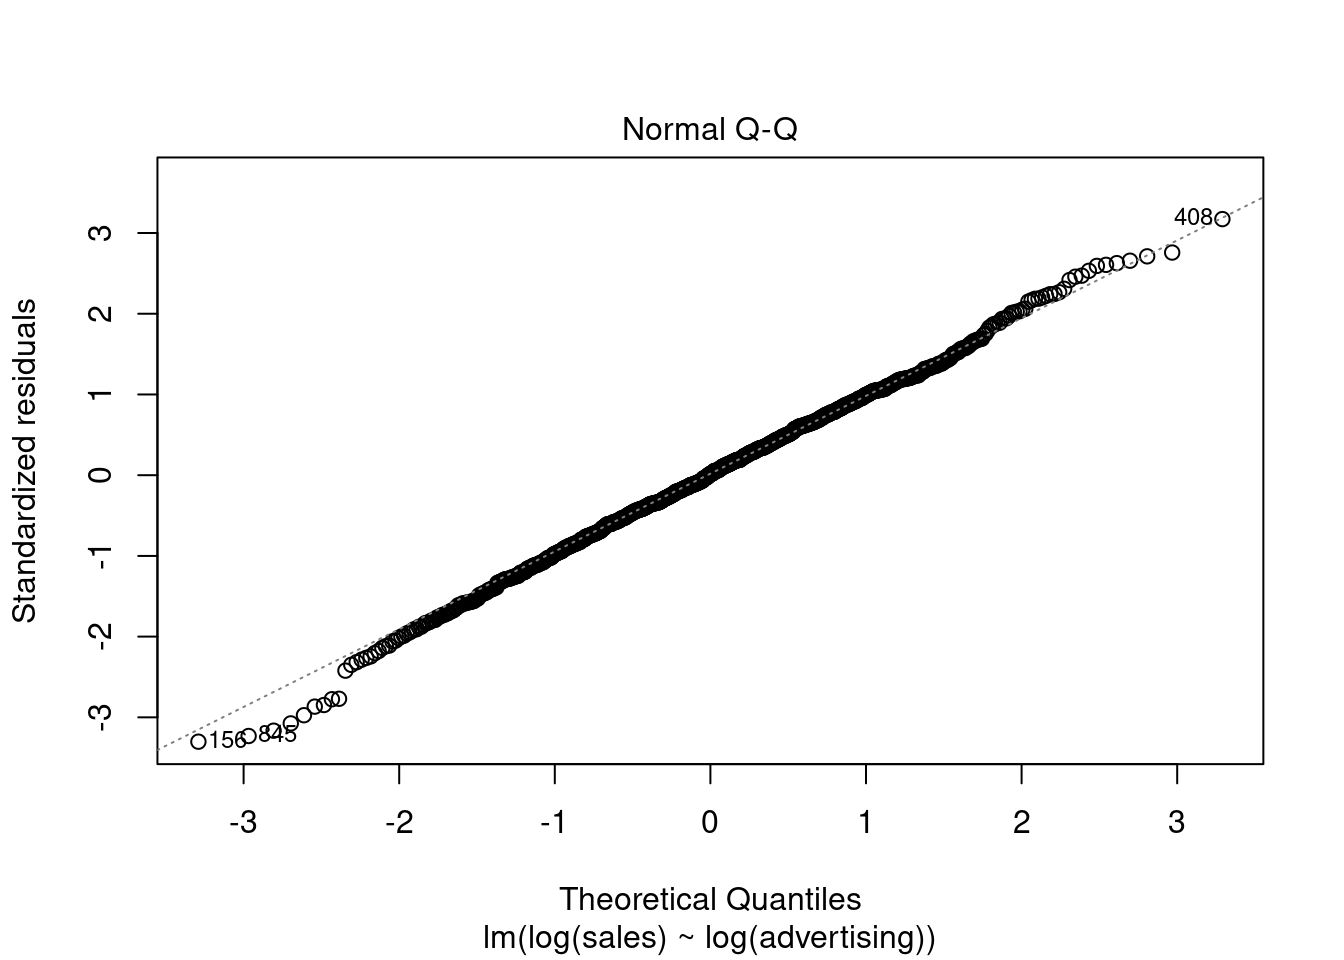 Normal Q-Q
Standardized residuals
3
2
1
0
-1
-2
-3
408
156
845
-3 -2 -1 0 1 2 3
Theoretical Quantiles
lm(log(sales) ~ log(advertising))